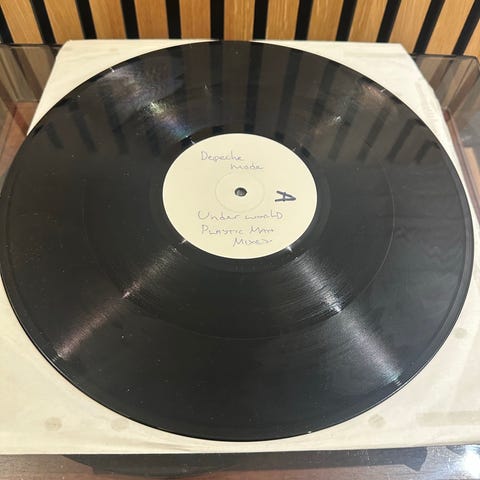 Depeche
Mode
A
Underworld
Plastic Man
Mixes